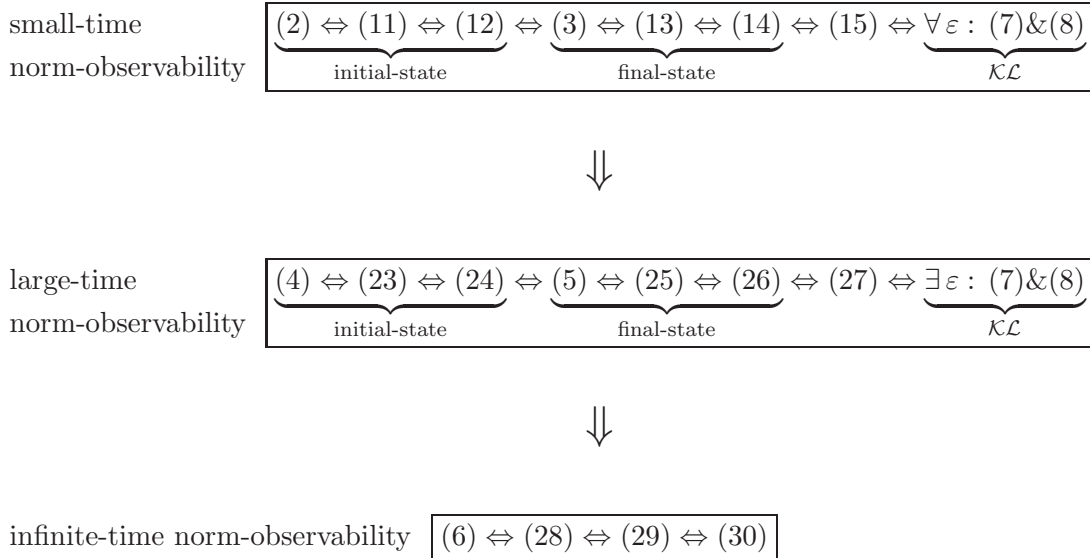 small-time
norm-observability
(2) ⇔ (11) ⇔ (12) ⇔ (3) ⇔ (13) ⇔ (14) ⇔ (15) ⇔ ∀ ε : (7)&(8)
initial-state final-state 𝒦ℒ
⇓
large-time
norm-observability
(4) ⇔ (23) ⇔ (24) ⇔ (5) ⇔ (25) ⇔ (26) ⇔ (27) ⇔ ∃ ε : (7)&(8)
initial-state final-state 𝒦ℒ
⇓
infinite-time norm-observability (6) ⇔ (28) ⇔ (29) ⇔ (30)